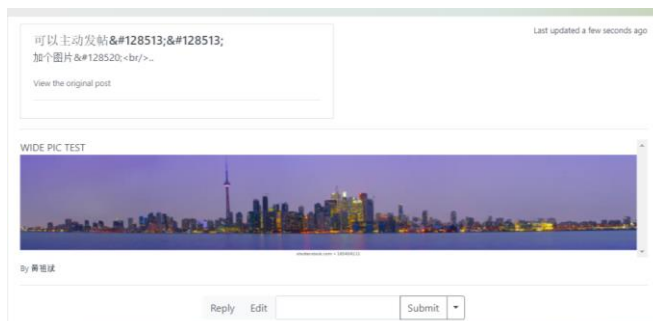 可以主动发帖&#128513;&#128513;
加个图片&#128520;<br/>..
View the original post
Last updated a few seconds ago
WIDE PIC TEST
By 黄祖斌
Reply Edit Submit